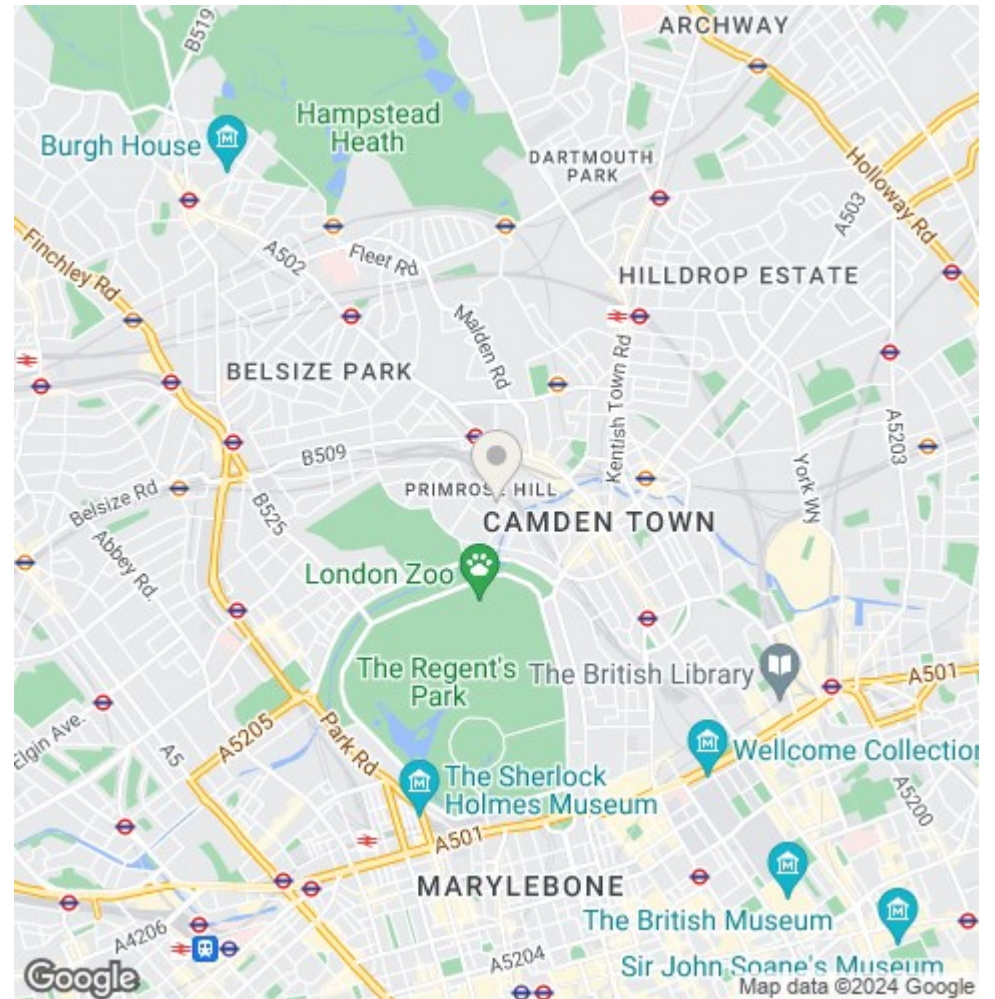 ARCHWAY
B519
Hampstead
Heath
Burgh House
DARTMOUTH
PARK
Holloway Rd
A503
A502
Fleet Rd
Finchley Rd
HILLDROP ESTATE
Malden Rd
Kentish Town Rd
BELSIZE PARK
A5203
B509
York WY
Belsize Rd
PRIMROSE HILL
B525
CAMDEN TOWN
Abbey Rd.
London Zoo
The Regent's
Park
The British Library
A501
Elgin Ave.
A5
A5205
Park Rd
Wellcome Collection
The Sherlock
Holmes Museum
A5200
A501
MARYLEBONE
The British Museum
A4206
A5204
Sir John Soane's Museum
Google
Map data ©2024 Google